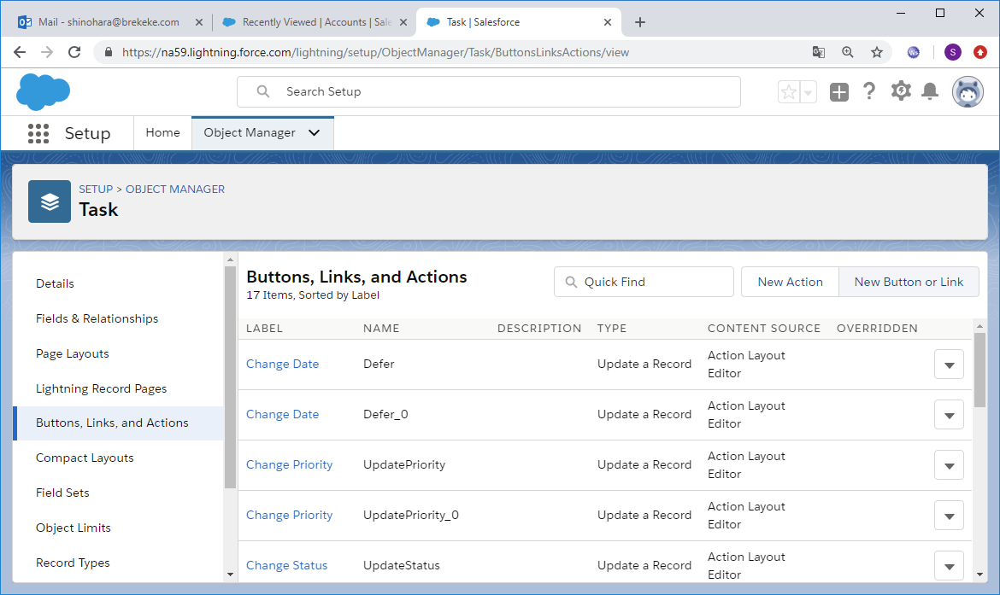 Mail - shinohara@brekeke.com
Recently Viewed | Accounts | Sale
Task | Salesforce
https://na59.lightning.force.com/lightning/setup/ObjectManager/Task/ButtonsLinksActions/view
S
Search Setup
Setup
Home
Object Manager
SETUP > OBJECT MANAGER
Task
Details
Fields & Relationships
Page Layouts
Lightning Record Pages
Buttons, Links, and Actions
Compact Layouts
Field Sets
Object Limits
Record Types
Buttons, Links, and Actions
17 Items, Sorted by Label
Quick Find
New Action
New Button or Link
LABEL NAME DESCRIPTION TYPE CONTENT SOURCE OVERRIDDEN
Change Date Defer Update a Record Action Layout
Editor
Change Date Defer_0 Update a Record Action Layout
Editor
Change Priority UpdatePriority Update a Record Action Layout
Editor
Change Priority UpdatePriority_0 Update a Record Action Layout
Editor
Change Status UpdateStatus Update a Record Action Layout
Editor